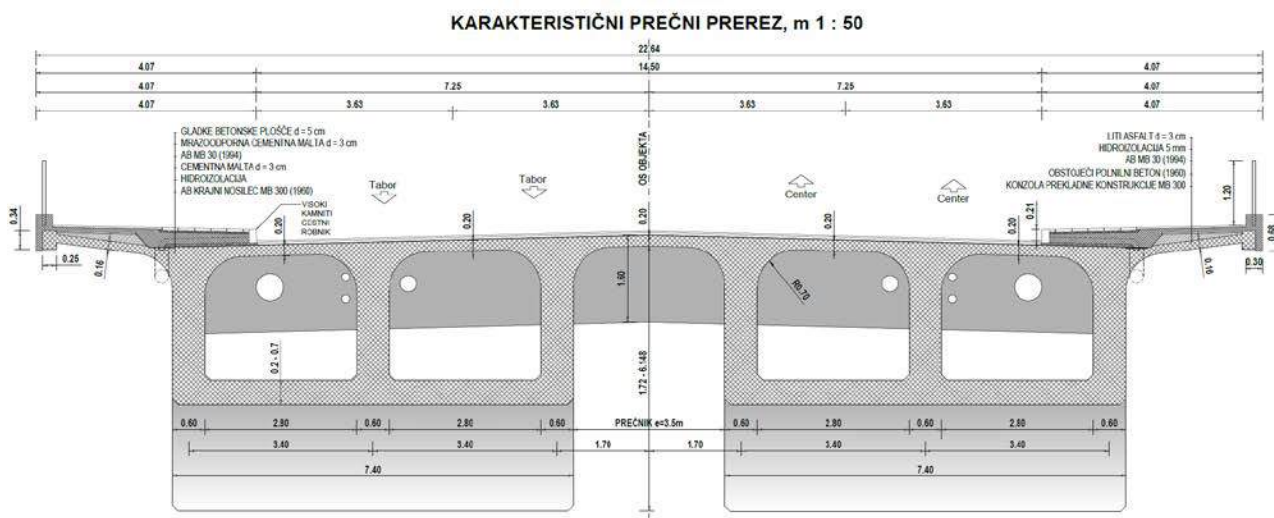 KARAKTERISTIČNI PREČNI PREREZ, m 1 : 50
22.64
4.07 14.50 4.07
4.07 7.25 7.25 4.07
4.07 3.63 3.63 3.63 3.63 4.07
GLADKE BETONSKE PLOŠČE d = 5 cm
MRAZOODPORNA CEMENTNA MALTA d = 3 cm
AB MB 30 (1994)
CEMENTNA MALTA d = 3cm
HIDROIZOLACIJA
AB KRAJNI NOSILEC MB 300 (1960)
VISOKI
KAMNITI
CESTNI
ROBNIK
Tabor
Tabor
OS OBJEKTA
Center
Center
LITI ASFALT d = 3 cm
HIDROIZOLACIJA 5 mm
AB MB 30 (1994)
OBSTOJEČI POLNILNI BETON (1960)
KONZOLA PREKLADNE KONSTRUKCIJE MB 300
0.34
0.25
0.16
0.20
0.20
0.20
0.20
0.20
0.21
1.20
0.68
0.30
0.16
1.60
R0.70
0.2 - 0.7
1.72 - 6.148
0.60 2.80 0.60 2.80 0.60 PREČNIK e=3.5m 0.60 2.80 0.60 2.80 0.60
3.40 3.40 1.70 1.70 3.40 3.40
7.40 7.40